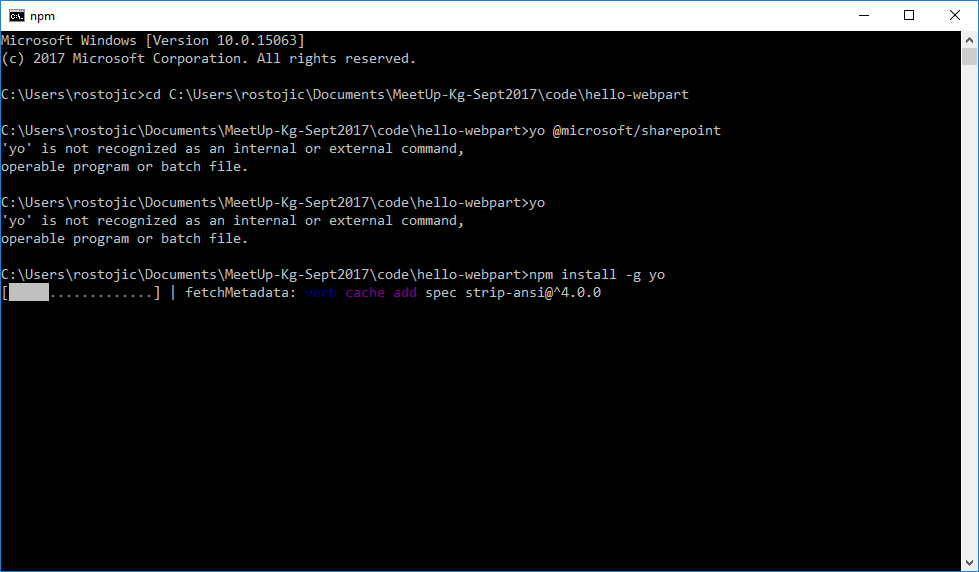 npm
Microsoft Windows [Version 10.0.15063]
(c) 2017 Microsoft Corporation. All rights reserved.
C:\Users\rostojic>cd C:\Users\rostojic\Documents\MeetUp-Kg-Sept2017\code\hello-webpart
C:\Users\rostojic\Documents\MeetUp-Kg-Sept2017\code\hello-webpart>yo @microsoft/sharepoint
'yo' is not recognized as an internal or external command,
operable program or batch file.
C:\Users\rostojic\Documents\MeetUp-Kg-Sept2017\code\hello-webpart>yo
'yo' is not recognized as an internal or external command,
operable program or batch file.
C:\Users\rostojic\Documents\MeetUp-Kg-Sept2017\code\hello-webpart>npm install -g yo
[     .............] | fetchMetadata: verb cache add spec strip-ansi@^4.0.0